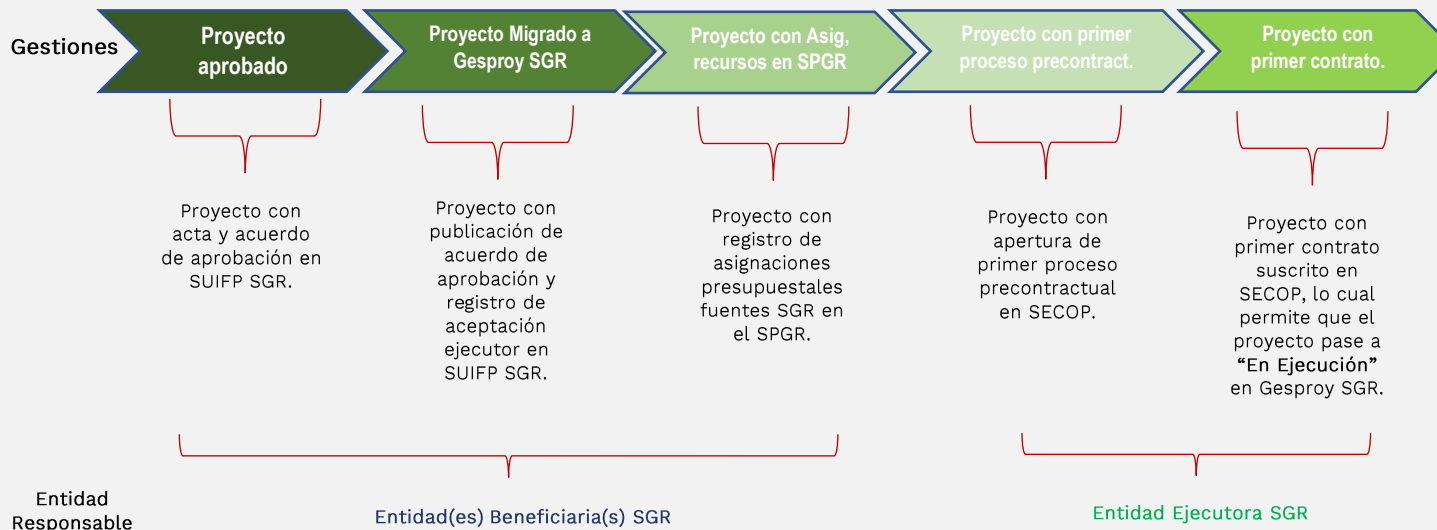 Gestiones
Proyecto
aprobado
Proyecto Migrado a
Gesproy SGR
Proyecto con Asig,
recursos en SPGR
Proyecto con primer
proceso precontract.
Proyecto con
primer contrato.
Proyecto con
acta y acuerdo
de aprobación en
SUIFP SGR.
Proyecto con
publicación de
acuerdo de
aprobación y
registro de
aceptación
ejecutor en
SUIFP SGR.
Proyecto con
registro de
asignaciones
presupuestales
fuentes SGR en
el SPGR.
Proyecto con
apertura de
primer proceso
precontractual
en SECOP.
Proyecto con
primer contrato
suscrito en
SECOP, lo cual
permite que el
proyecto pase a
“En Ejecución”
en Gesproy SGR.
Entidad
Responsable
Entidad(es) Beneficiaria(s) SGR
Entidad Ejecutora SGR